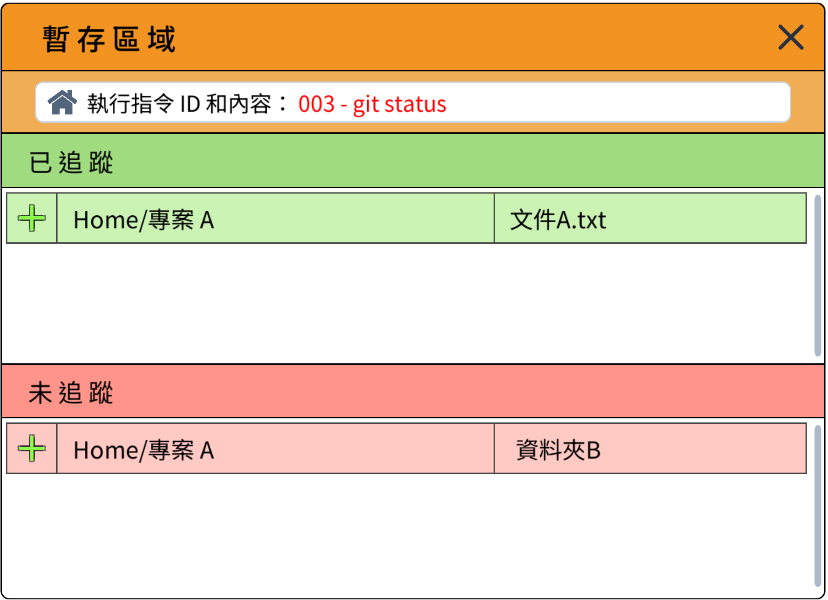 暫存區域
執行指令 ID 和內容： 003 - git status
已追蹤
Home/專案 A 文件A.txt
未追蹤
Home/專案 A 資料夾B